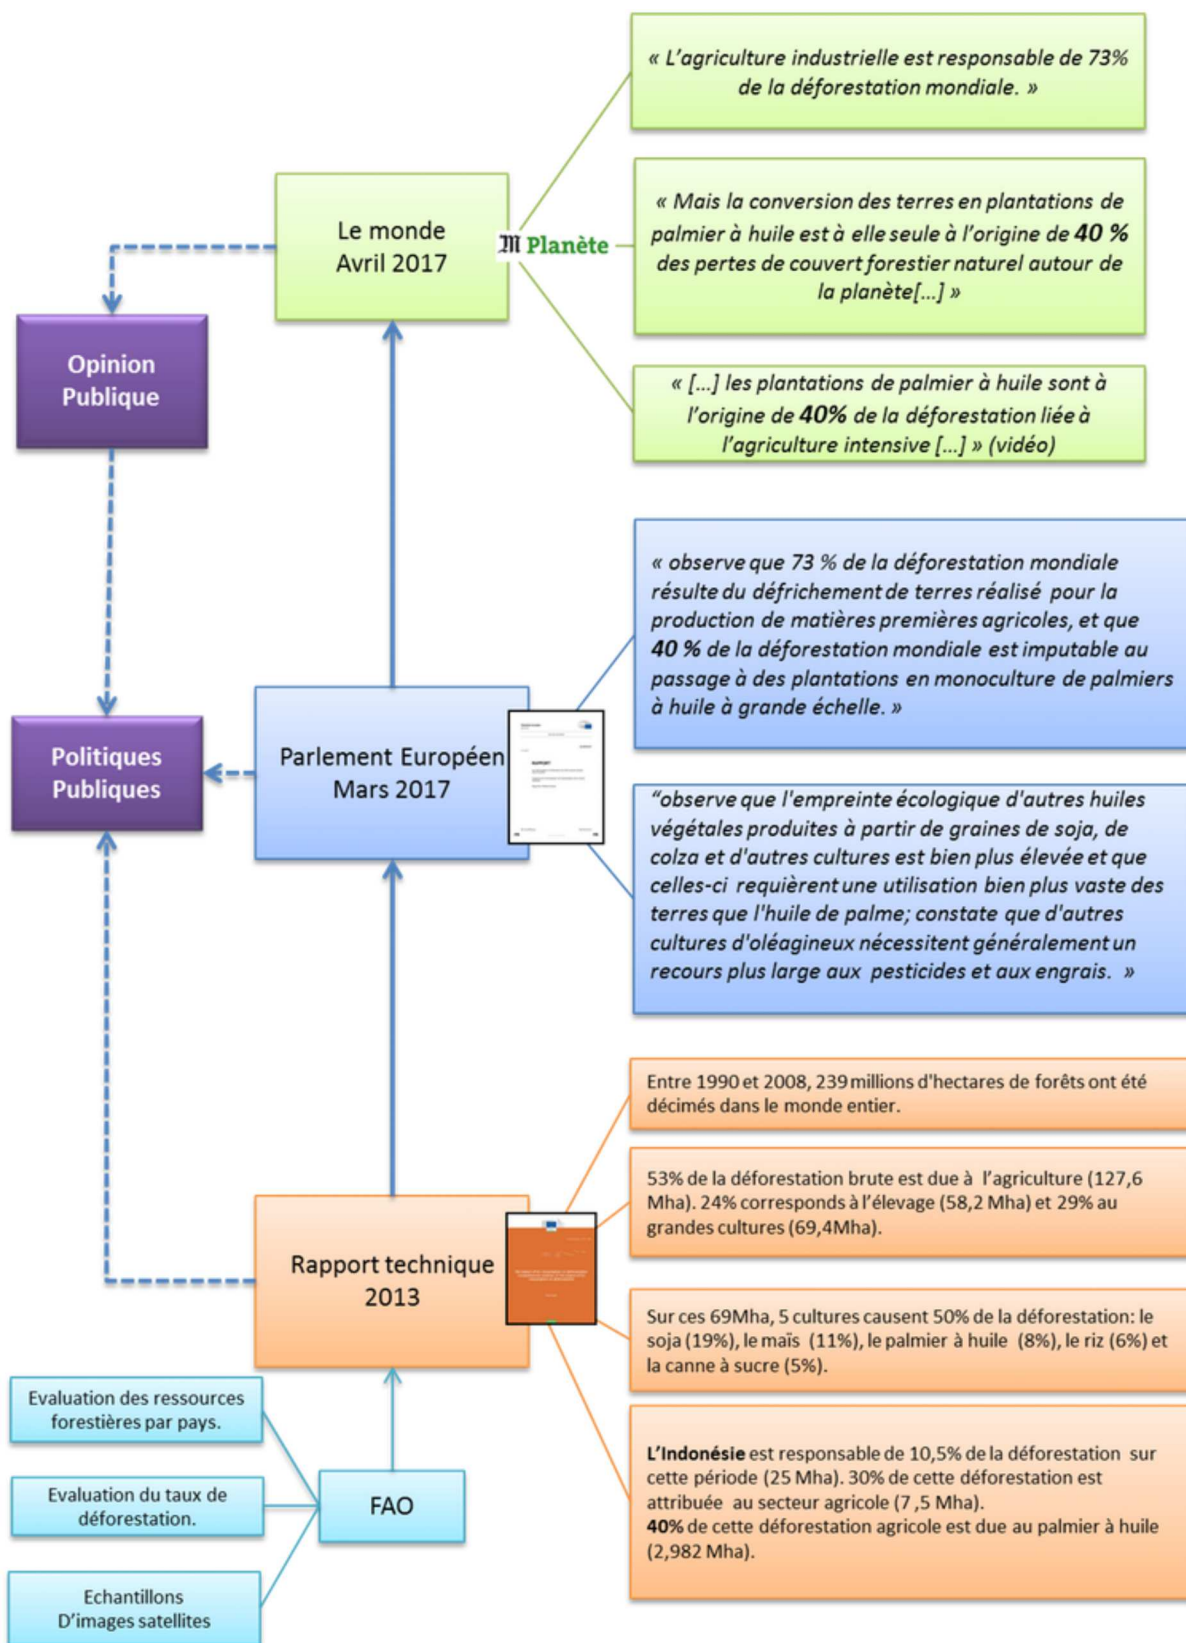 « L'agriculture industrielle est responsable de 73%
de la déforestation mondiale. »
Le monde
Avril 2017
M Planète
« Mais la conversion des terres en plantations de
palmier à huile est à elle seule à l'origine de 40 %
des pertes de couvert forestier naturel autour de
la planète[...] »
« [...] les plantations de palmier à huile sont à
l'origine de 40% de la déforestation liée à
l'agriculture intensive [...] » (vidéo)
Opinion
Publique
« observe que 73 % de la déforestation mondiale
résulte du défrichement de terres réalisé pour la
production de matières premières agricoles, et que
40 % de la déforestation mondiale est imputable au
passage à des plantations en monoculture de palmiers
à huile à grande échelle. »
Politiques
Publiques
Parlement Européen
Mars 2017
RAPPORT
“observe que l'empreinte écologique d'autres huiles
végétales produites à partir de graines de soja, de
colza et d'autres cultures est bien plus élevée et que
celles-ci requièrent une utilisation bien plus vaste des
terres que l'huile de palme; constate que d'autres
cultures d'oléagineux nécessitent généralement un
recours plus large aux pesticides et aux engrais. »
Entre 1990 et 2008, 239 millions d'hectares de forêts ont été
décimés dans le monde entier.
53% de la déforestation brute est due à l'agriculture (127,6
Mha). 24% corresponds à l'élevage (58,2 Mha) et 29% au
grandes cultures (69,4Mha).
Rapport technique
2013
Sur ces 69Mha, 5 cultures causent 50% de la déforestation: le
soja (19%), le maïs (11%), le palmier à huile (8%), le riz (6%) et
la canne à sucre (5%).
L'Indonésie est responsable de 10,5% de la déforestation sur
cette période (25 Mha). 30% de cette déforestation est
attribuée au secteur agricole (7 ,5 Mha).
40% de cette déforestation agricole est due au palmier à huile
(2,982 Mha).
Evaluation des ressources
forestières par pays.
Evaluation du taux de
déforestation.
FAO
Echantillons
D'images satellites